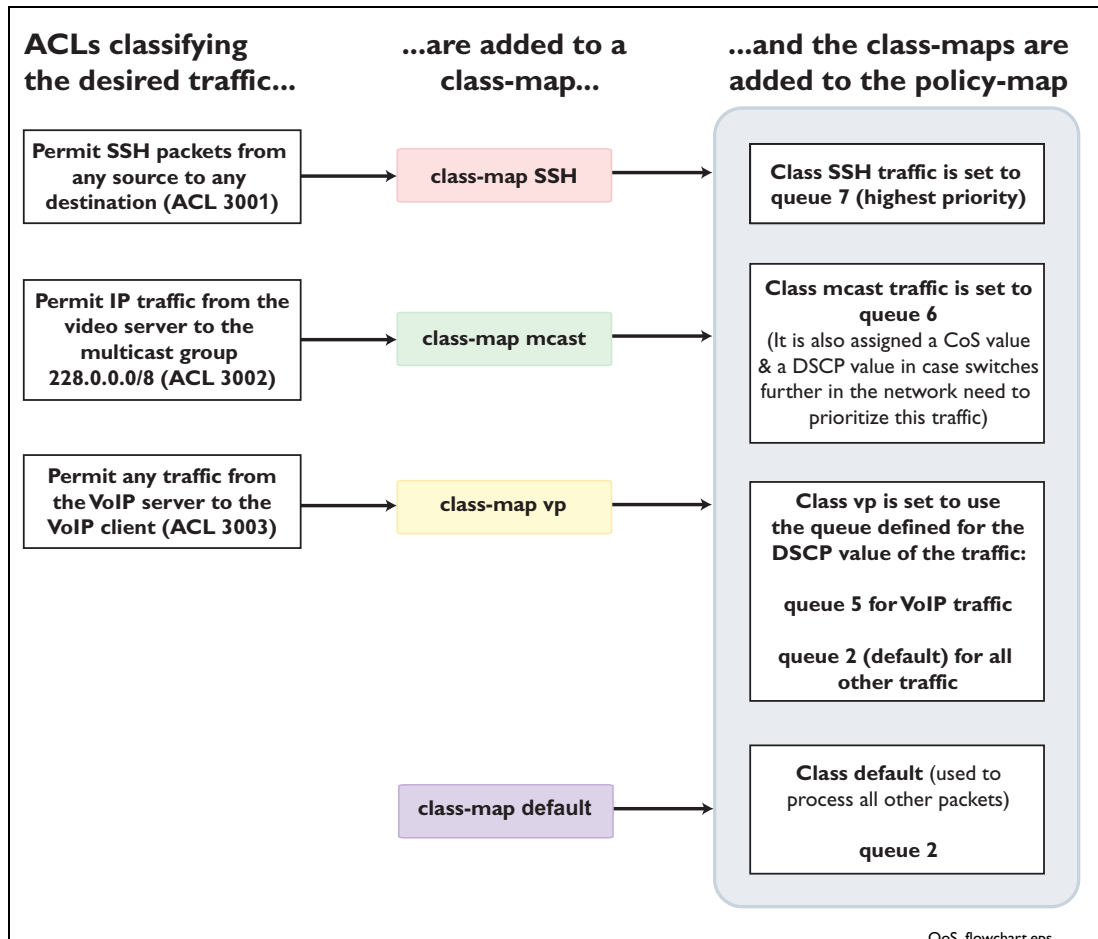 ACLs classifying
the desired traffic...
...are added to a
class-map...
...and the class-maps are
added to the policy-map
Permit SSH packets from
any source to any
destination (ACL 3001)
class-map SSH
Class SSH traffic is set to
queue 7 (highest priority)
Permit IP traffic from the
video server to the
multicast group
228.0.0.0/8 (ACL 3002)
class-map mcast
Class mcast traffic is set to
queue 6
(It is also assigned a CoS value
& a DSCP value in case switches
further in the network need to
prioritize this traffic)
Permit any traffic from
the VoIP server to the
VoIP client (ACL 3003)
class-map vp
Class vp is set to use
the queue defined for the
DSCP value of the traffic:
queue 5 for VoIP traffic
queue 2 (default) for all
other traffic
class-map default
Class default (used to
process all other packets)
queue 2
QoS_flowchart.eps